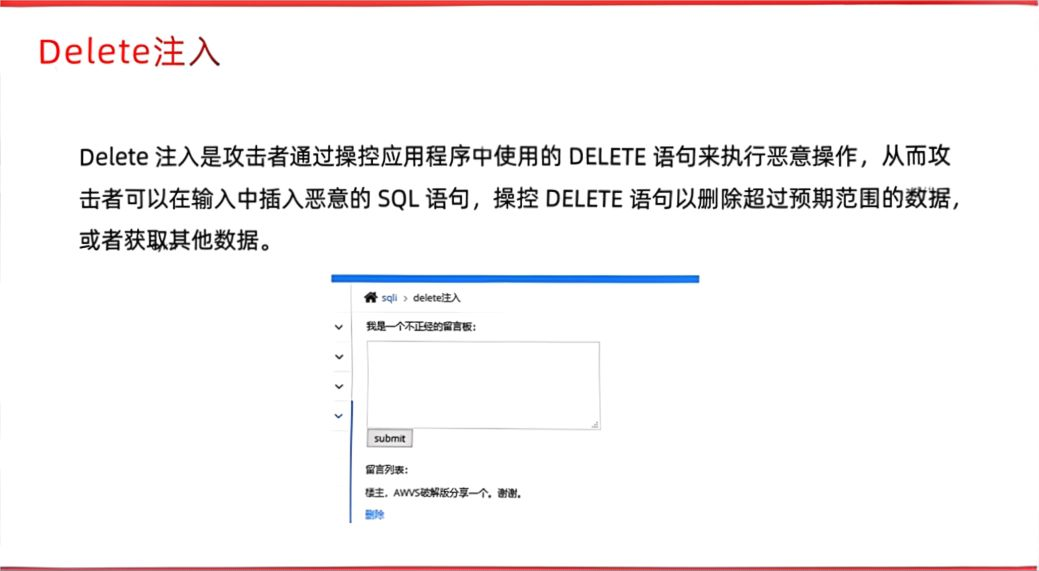 Delete注入
Delete 注入是攻击者通过操控应用程序中使用的 DELETE 语句来执行恶意操作，从而攻
击者可以在输入中插入恶意的 SQL 语句，操控 DELETE 语句以删除超过预期范围的数据，
或者获取其他数据。
sqli > delete注入
我是一个不正经的留言板：
submit
留言列表：
楼主，AWVS破解版分享一个。谢谢。
删除